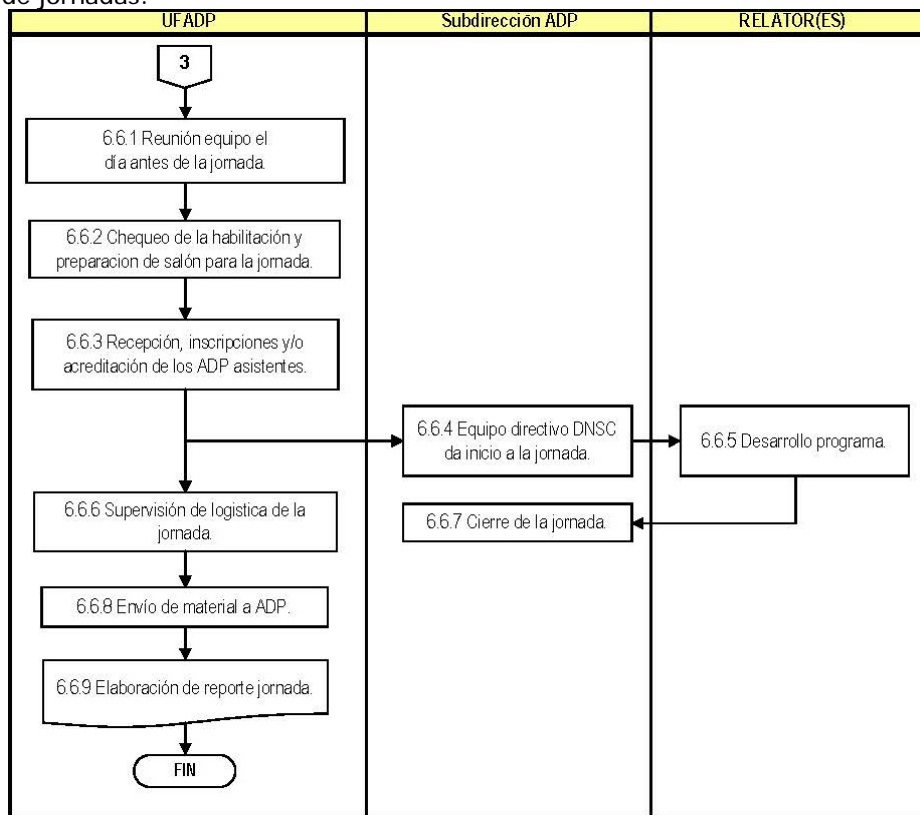 de jornadas.
UFADP
Subdirección ADP
RELATOR(ES)
3
6.6.1 Reunión equipo el
día antes de la jornada.
6.6.2 Chequeo de la habilitación y
preparacion de salón para la jornada.
6.6.3 Recepción, inscripciones y/o
acreditación de los ADP asistentes.
6.6.4 Equipo directivo DNSC
da inicio a la jornada.
6.6.5 Desarrollo programa.
6.6.6 Supervisión de logistica de la
jornada.
6.6.7 Cierre de la jornada.
6.6.8 Envío de material a ADP.
6.6.9 Elaboración de reporte jornada.
FIN